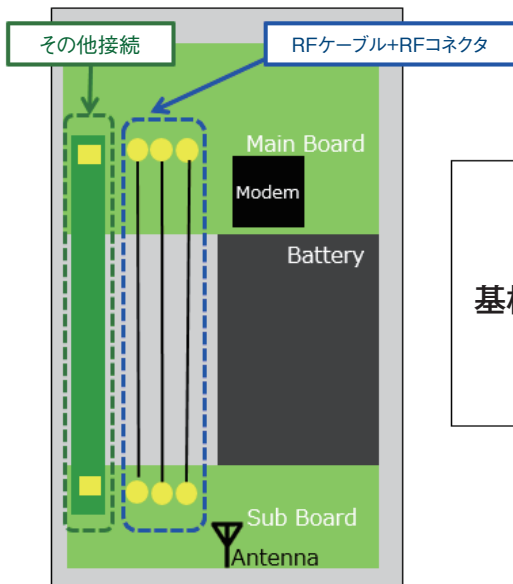 その他接続
RFケーブル+RFコネクタ
Main Board
Modem
Battery
基
Sub Board
Antenna